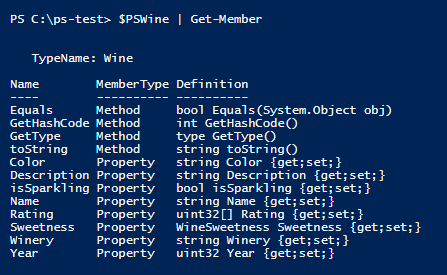 PS C:\ps-test> $PSWine | Get-Member
TypeName: Wine
Name MemberType Definition
---- ---------- ----------
Equals Method bool Equals(System.Object obj)
GetHashCode Method int GetHashCode()
GetType Method type GetType()
toString Method string toString()
Color Property string Color {get;set;}
Description Property string Description {get;set;}
isSparkling Property bool isSparkling {get;set;}
Name Property string Name {get;set;}
Rating Property uint32[] Rating {get;set;}
Sweetness Property WineSweetness Sweetness {get;set;}
Winery Property string Winery {get;set;}
Year Property uint32 Year {get;set;}